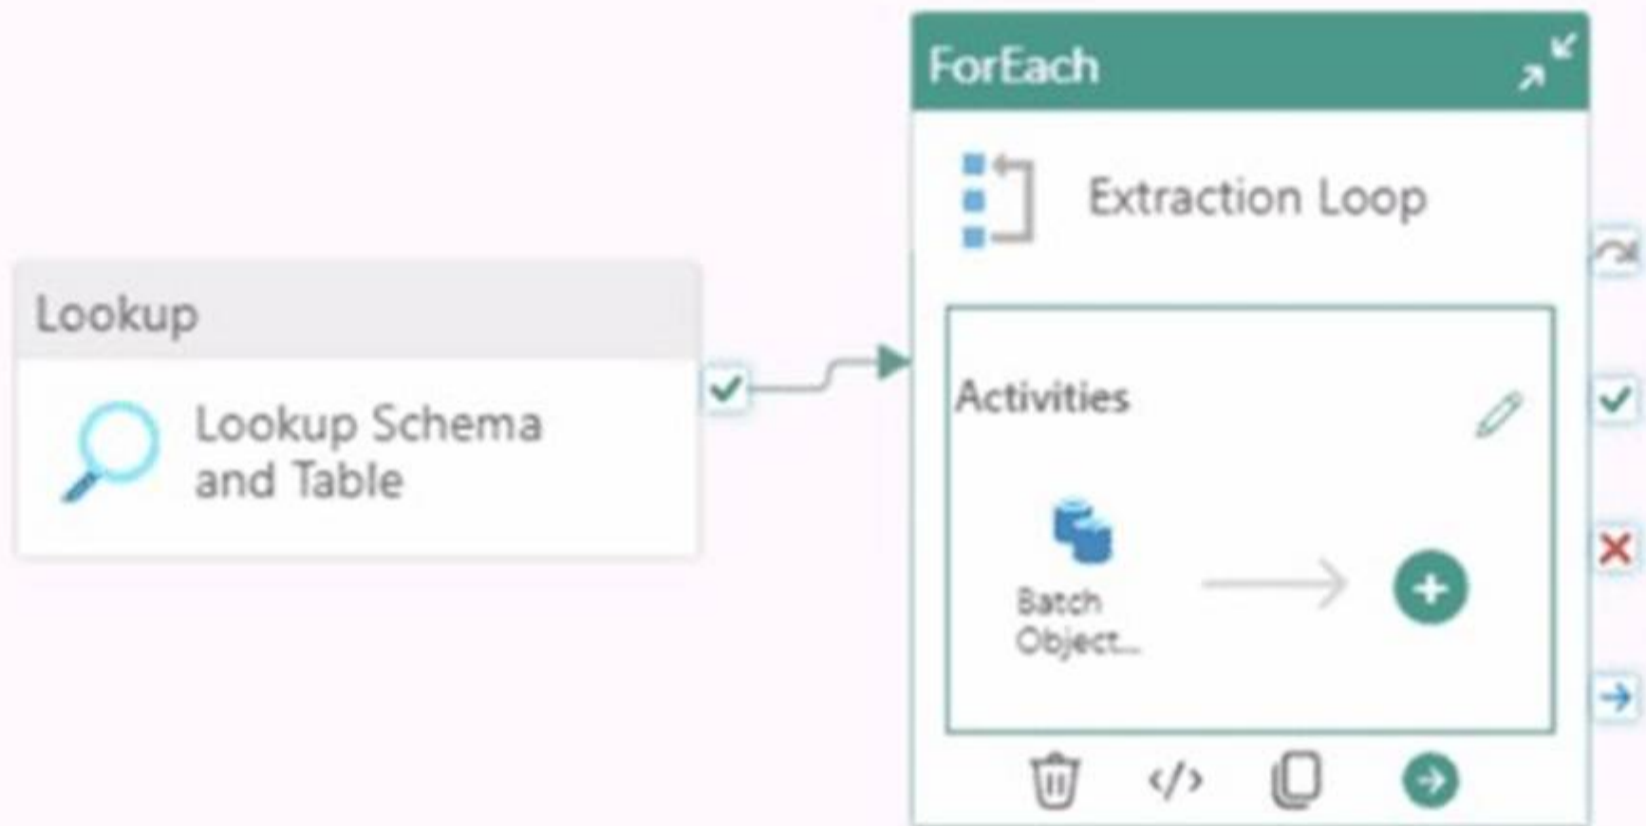 Lookup
Lookup Schema
and Table
ForEach
Extraction Loop
Activities
Batch
Object...